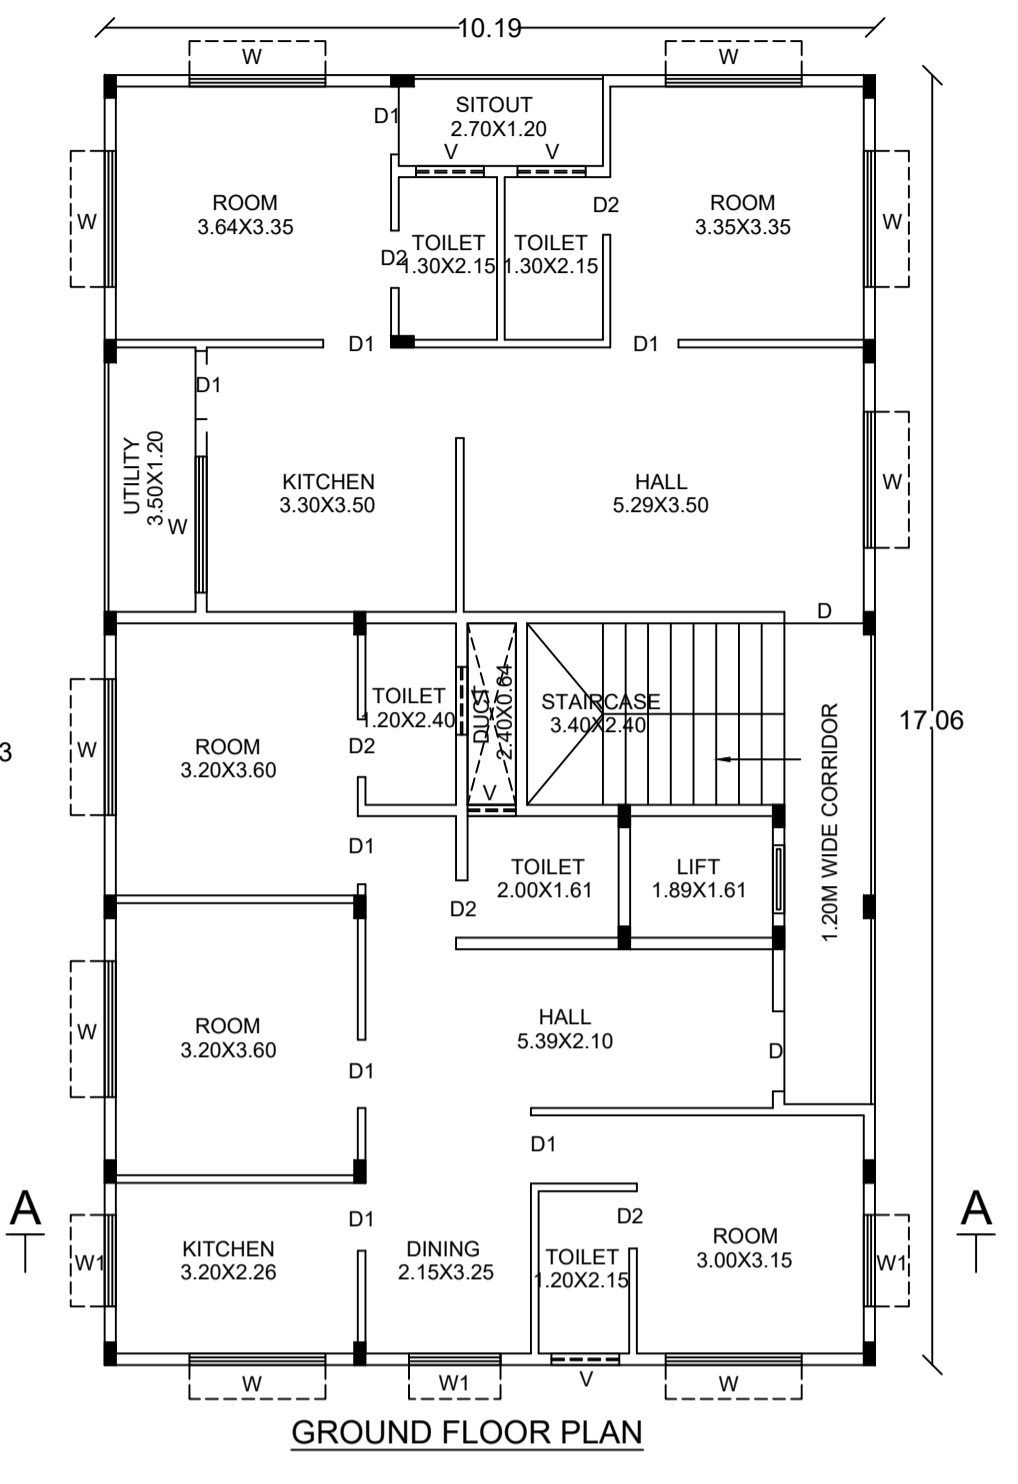 10.19
W
W
D1
SITOUT
2.70X1.20
V
V
W
ROOM
3.64X3.35
D2
TOILET
1.30X2.15
TOILET
1.30X2.15
D2
ROOM
3.35X3.35
W
D1
D1
D1
UTILITY
3.50X1.20
W
KITCHEN
3.30X3.50
HALL
5.29X3.50
W
D
W
ROOM
3.20X3.60
TOILET
1.20X2.40
D2
DUCT
2.40X0.64
V
STAIRCASE
3.40X2.40
1.20M WIDE CORRIDOR
17.06
3
D1
TOILET
2.00X1.61
LIFT
1.89X1.61
D2
W
ROOM
3.20X3.60
D1
HALL
5.39X2.10
D
D1
A
A
W1
KITCHEN
3.20X2.26
D1
DINING
2.15X3.25
TOILET
1.20X2.15
D2
ROOM
3.00X3.15
W1
W
W1
V
W
GROUND FLOOR PLAN